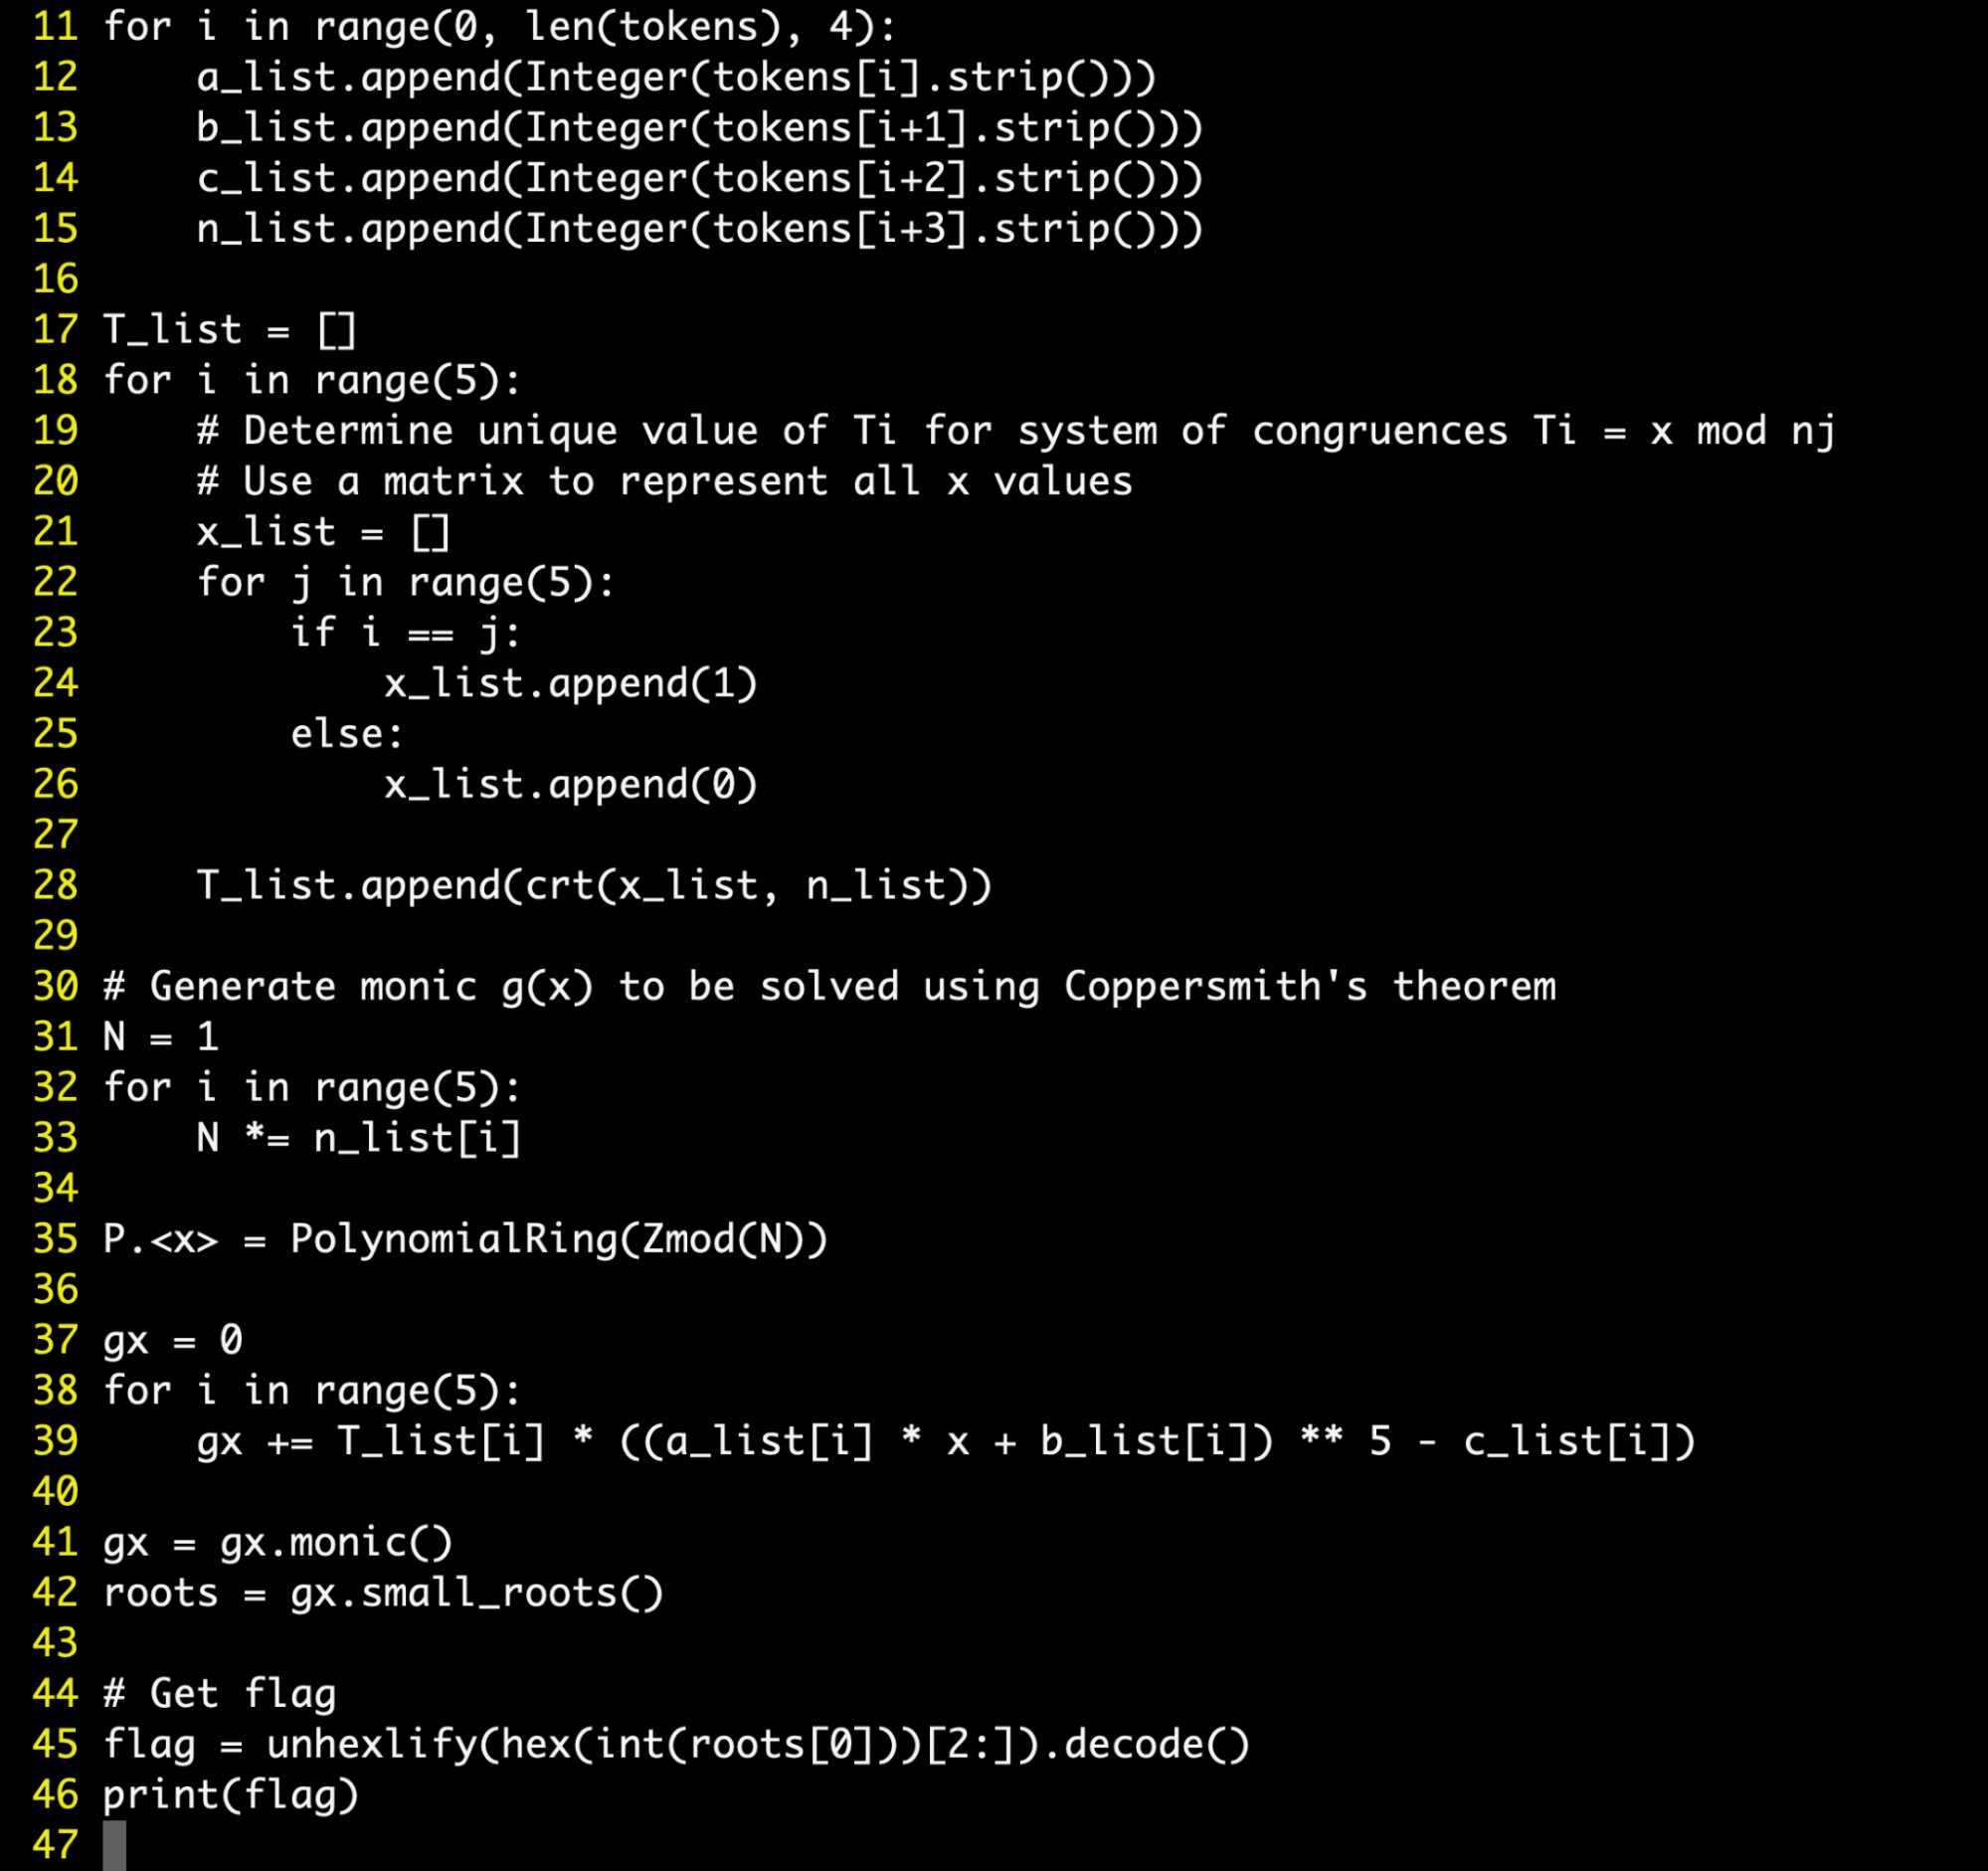 11 for i in range(0, len(tokens), 4):
12     a_list.append(Integer(tokens[i].strip()))
13     b_list.append(Integer(tokens[i+1].strip()))
14     c_list.append(Integer(tokens[i+2].strip()))
15     n_list.append(Integer(tokens[i+3].strip()))
16
17 T_list = []
18 for i in range(5):
19     # Determine unique value of Ti for system of congruences Ti = x mod nj
20     # Use a matrix to represent all x values
21     x_list = []
22     for j in range(5):
23         if i == j:
24             x_list.append(1)
25         else:
26             x_list.append(0)
27
28     T_list.append(crt(x_list, n_list))
29
30 # Generate monic g(x) to be solved using Coppersmith's theorem
31 N = 1
32 for i in range(5):
33     N *= n_list[i]
34
35 P.<x> = PolynomialRing(Zmod(N))
36
37 gx = 0
38 for i in range(5):
39     gx += T_list[i] * ((a_list[i] * x + b_list[i]) ** 5 - c_list[i])
40
41 gx = gx.monic()
42 roots = gx.small_roots()
43
44 # Get flag
45 flag = unhexlify(hex(int(roots[0]))[2:]).decode()
46 print(flag)
47